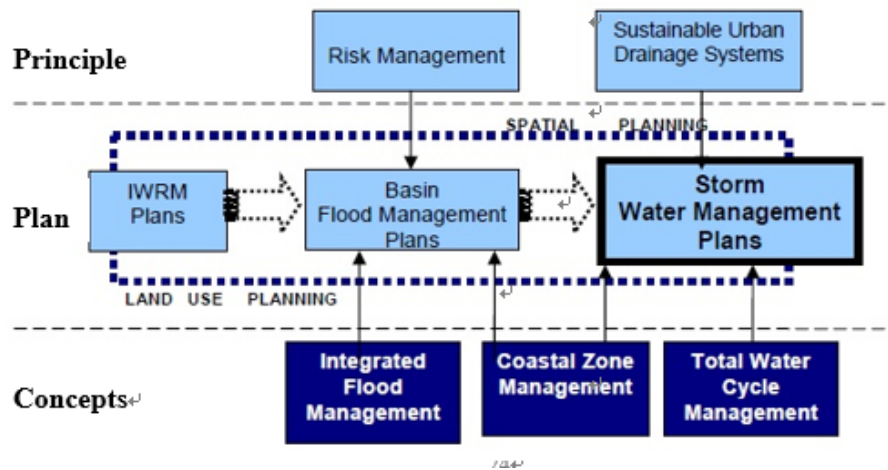 Principle
Risk Management
Sustainable Urban
Drainage Systems
SPATIAL PLANNING
Plan
IWRM
Plans
Basin
Flood Management
Plans
Storm
Water Management
Plans
LAND USE PLANNING
Concepts
Integrated
Flood
Management
Coastal Zone
Management
Total Water
Cycle
Management